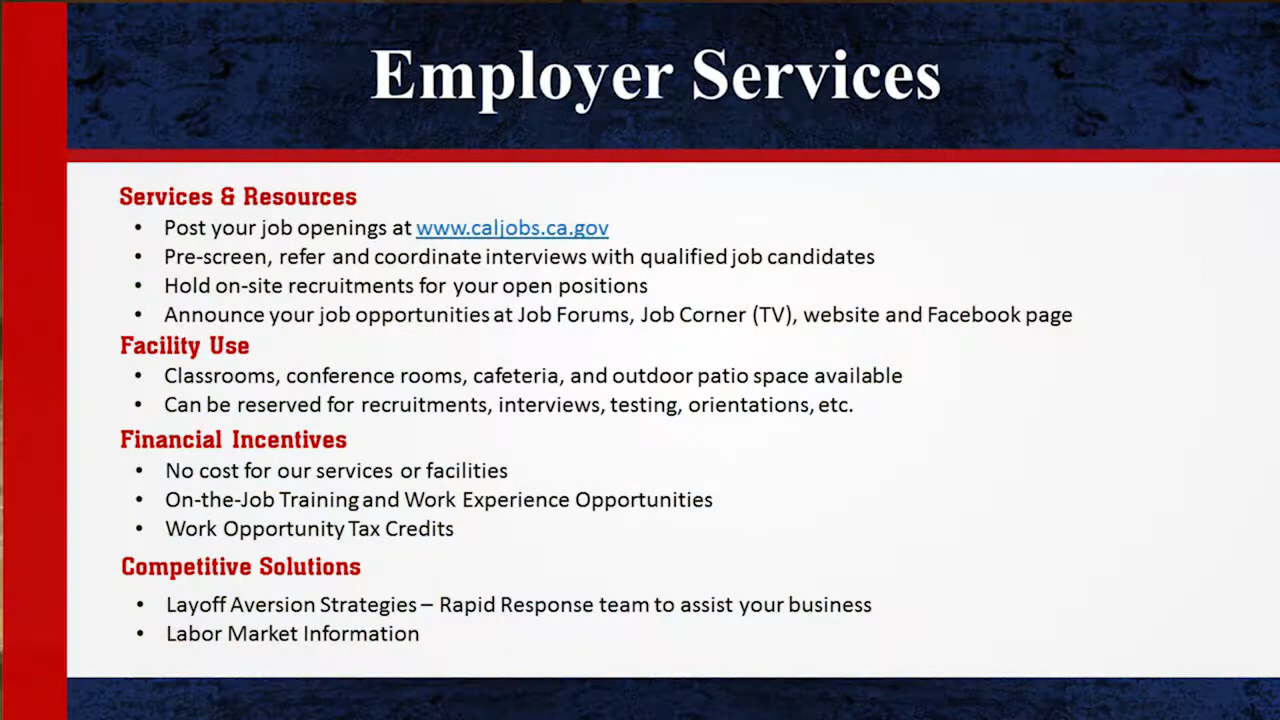 Employer Services
Services & Resources
• Post your job openings at www.caljobs.ca.gov
• Pre-screen, refer and coordinate interviews with qualified job candidates
• Hold on-site recruitments for your open positions
• Announce your job opportunities at Job Forums, Job Corner (TV), website and Facebook page
Facility Use
• Classrooms, conference rooms, cafeteria, and outdoor patio space available
• Can be reserved for recruitments, interviews, testing, orientations, etc.
Financial Incentives
• No cost for our services or facilities
• On-the-Job Training and Work Experience Opportunities
• Work Opportunity Tax Credits
Competitive Solutions
• Layoff Aversion Strategies – Rapid Response team to assist your business
• Labor Market Information